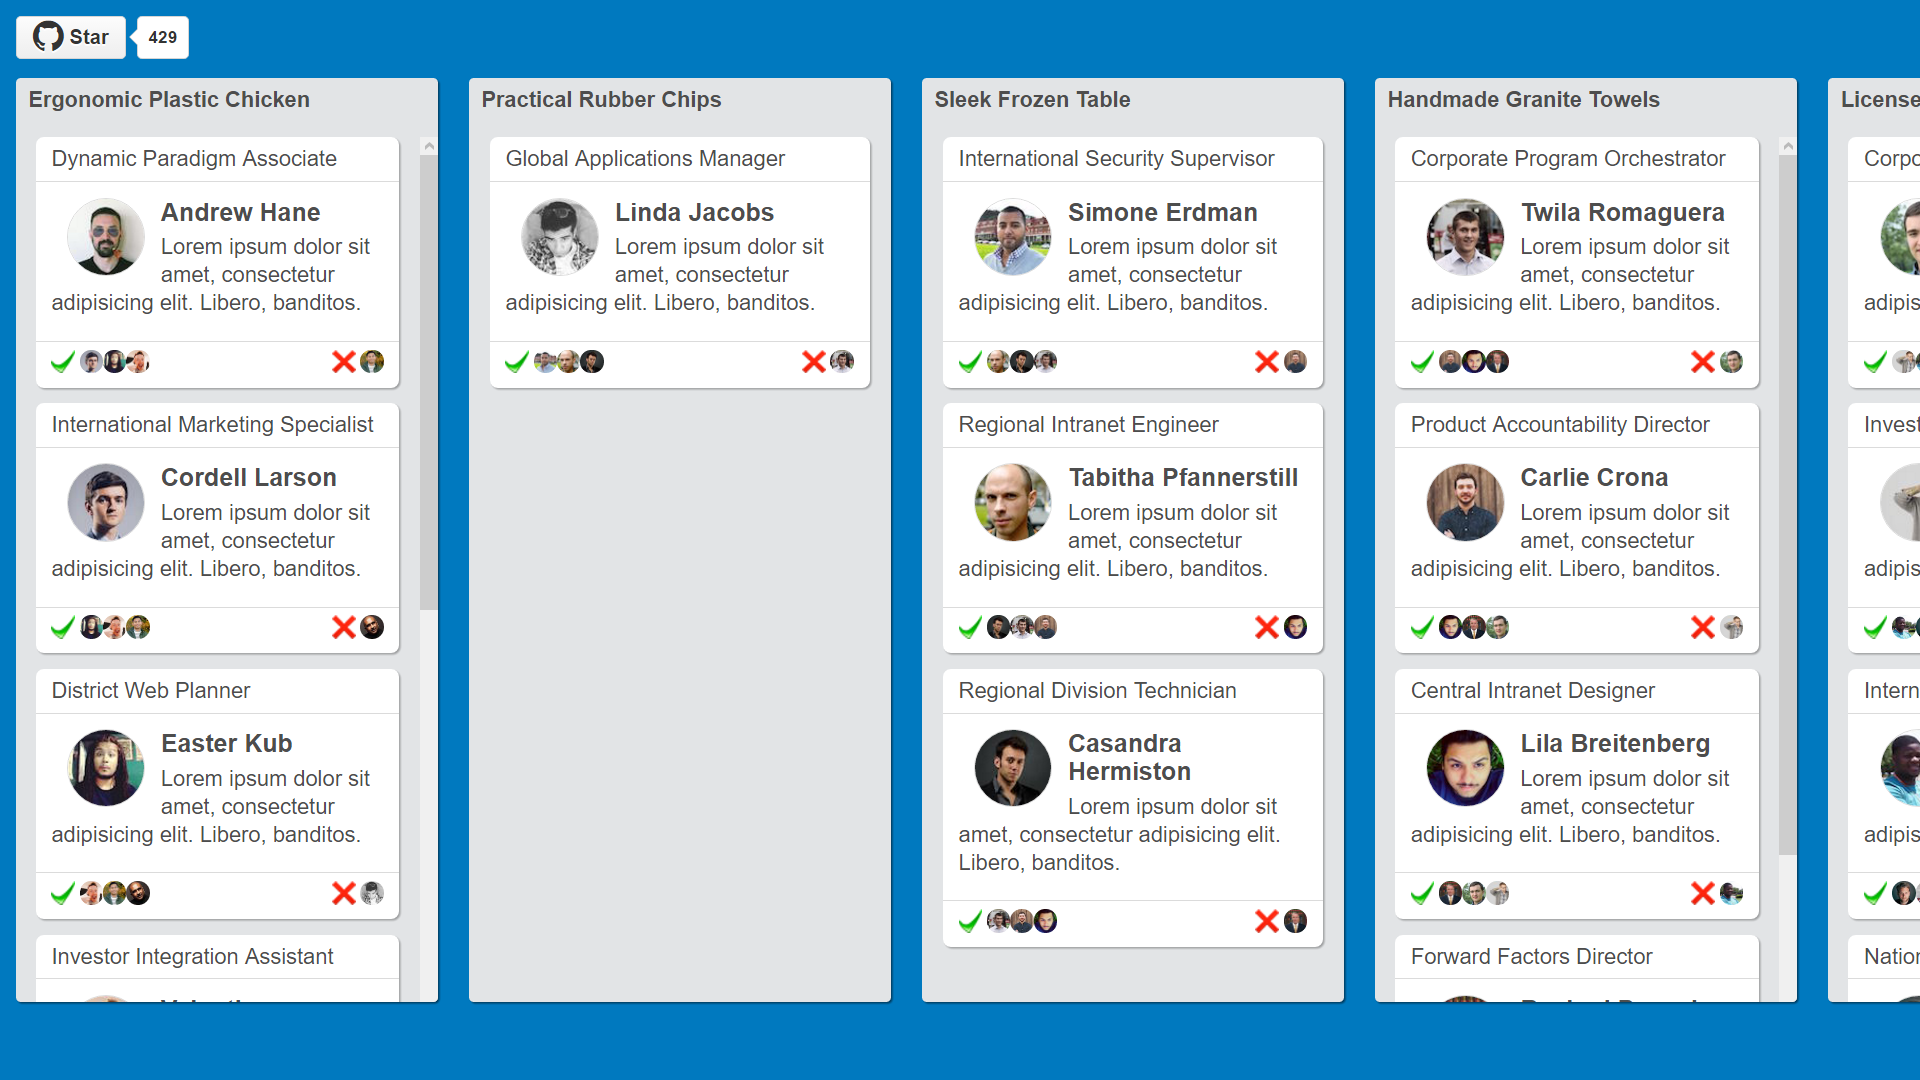 Star
429
Ergonomic Plastic Chicken
Dynamic Paradigm Associate
Andrew Hane
Lorem ipsum dolor sit
amet, consectetur
adipisicing elit. Libero, banditos.
International Marketing Specialist
Cordell Larson
Lorem ipsum dolor sit
amet, consectetur
adipisicing elit. Libero, banditos.
District Web Planner
Easter Kub
Lorem ipsum dolor sit
amet, consectetur
adipisicing elit. Libero, banditos.
Investor Integration Assistant
Practical Rubber Chips
Global Applications Manager
Linda Jacobs
Lorem ipsum dolor sit
amet, consectetur
adipisicing elit. Libero, banditos.
Sleek Frozen Table
International Security Supervisor
Simone Erdman
Lorem ipsum dolor sit
amet, consectetur
adipisicing elit. Libero, banditos.
Regional Intranet Engineer
Tabitha Pfannerstill
Lorem ipsum dolor sit
amet, consectetur
adipisicing elit. Libero, banditos.
Regional Division Technician
Casandra
Hermiston
Lorem ipsum dolor sit
amet, consectetur adipisicing elit.
Libero, banditos.
Handmade Granite Towels
Corporate Program Orchestrator
Twila Romaguera
Lorem ipsum dolor sit
amet, consectetur
adipisicing elit. Libero, banditos.
Product Accountability Director
Carlie Crona
Lorem ipsum dolor sit
amet, consectetur
adipisicing elit. Libero, banditos.
Central Intranet Designer
Lila Breitenberg
Lorem ipsum dolor sit
amet, consectetur
adipisicing elit. Libero, banditos.
Forward Factors Director
License
Corpo
adipis
Invest
adipis
Intern
adipis
Nation